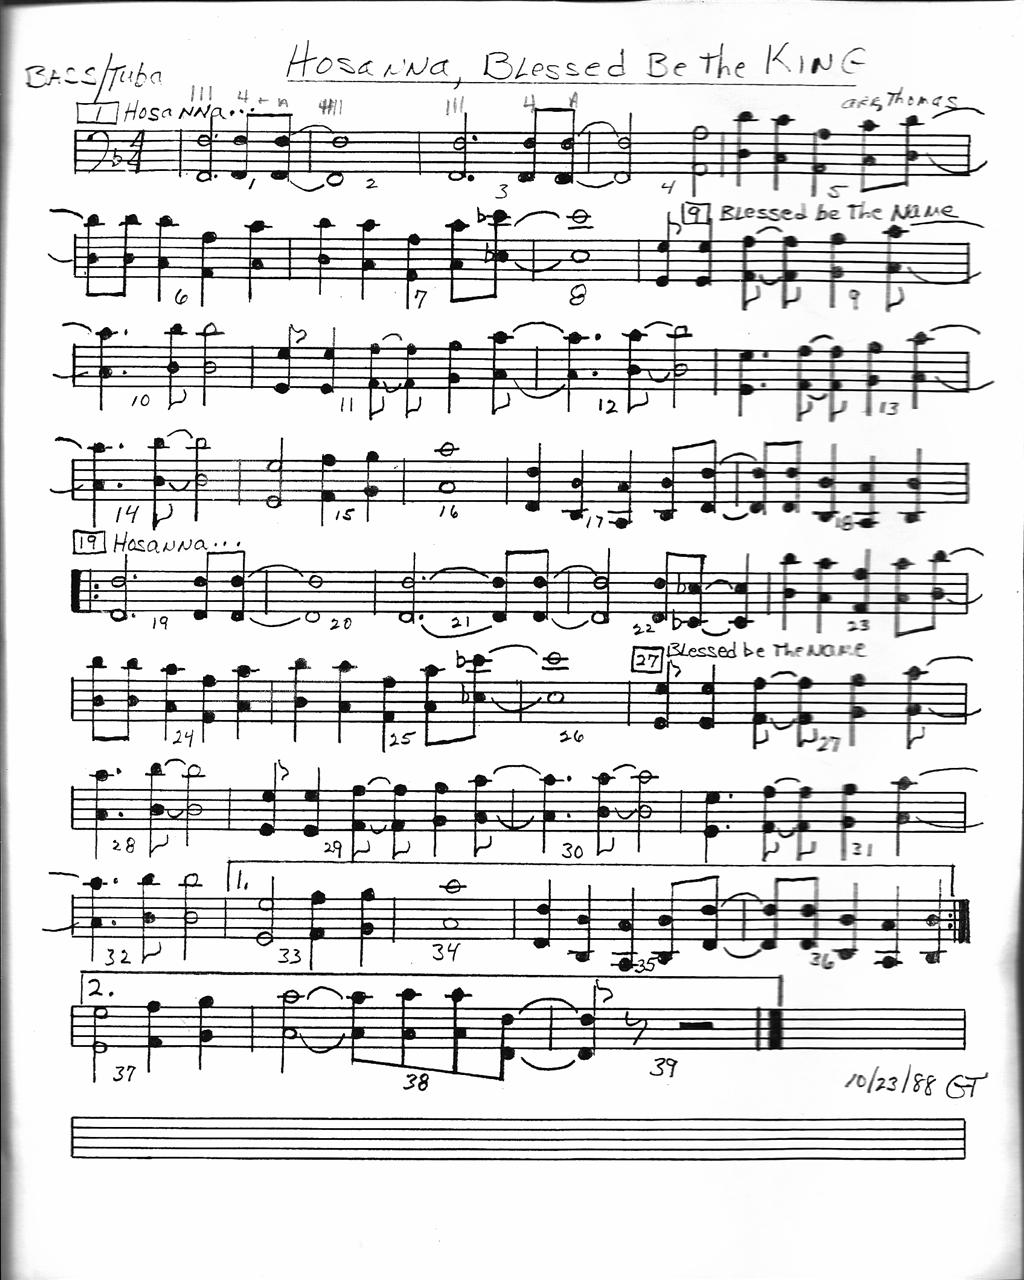 Hosanna, Blessed Be the King
Bass/Tuba
arr. Thomas
1 Hosanna...
4
4
1 2 3 4 5
9 Blessed be the Name
6 7 8 9
10 11 12 13
14 15 16 17 18
19 Hosanna...
19 20 21 22 23
27 Blessed be the Name
24 25 26 27
28 29 30 31
1.
32 33 34 35 36
2.
37 38 39
10/23/88 GT